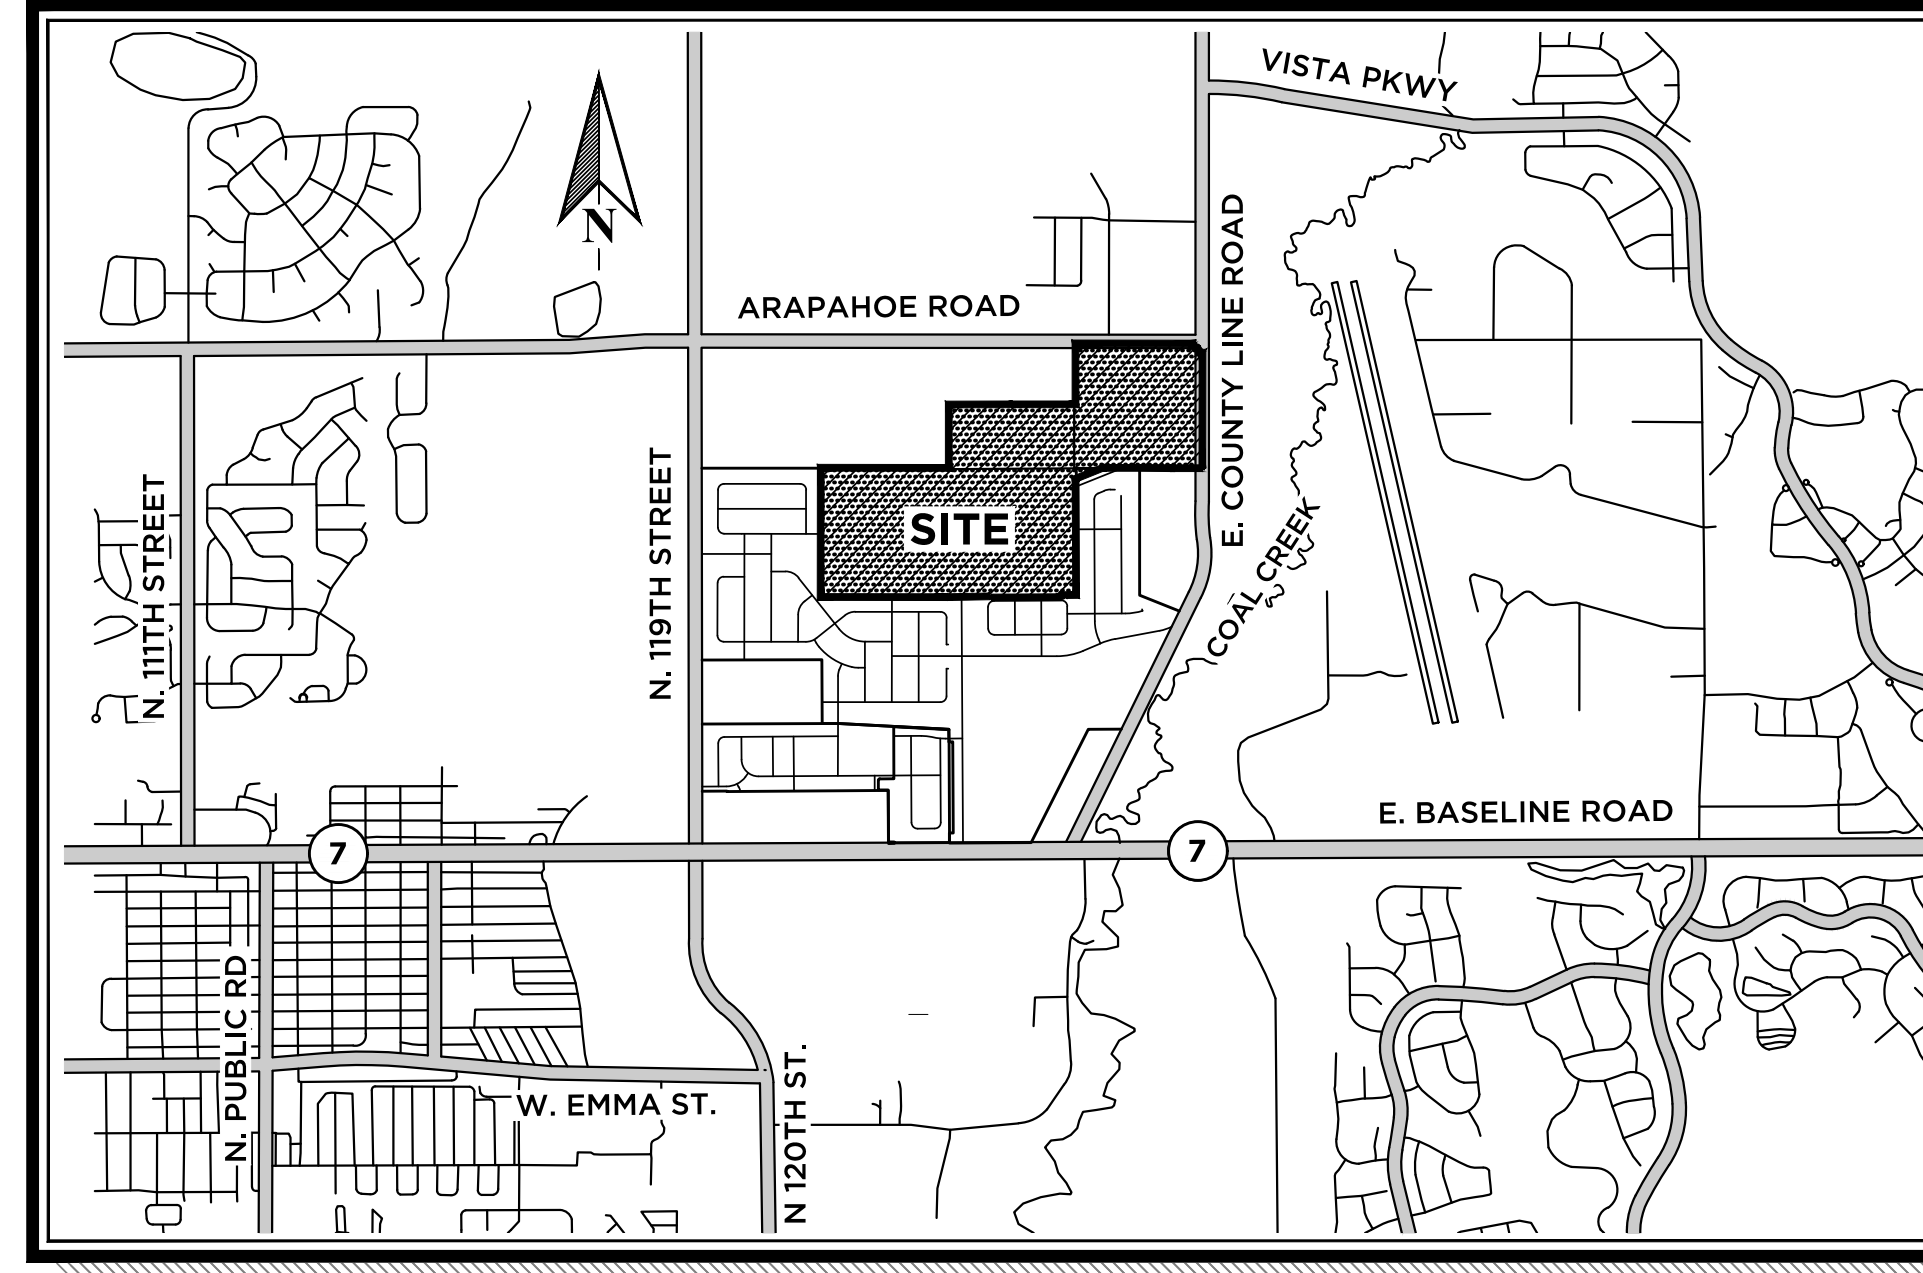 VISTA PKWY
N
E. COUNTY LINE ROAD
ARAPAHOE ROAD
N. 111TH STREET
N. 119TH STREET
SITE
COAL CREEK
E. BASELINE ROAD
7
7
N. PUBLIC RD
W. EMMA ST.
N 120TH ST.